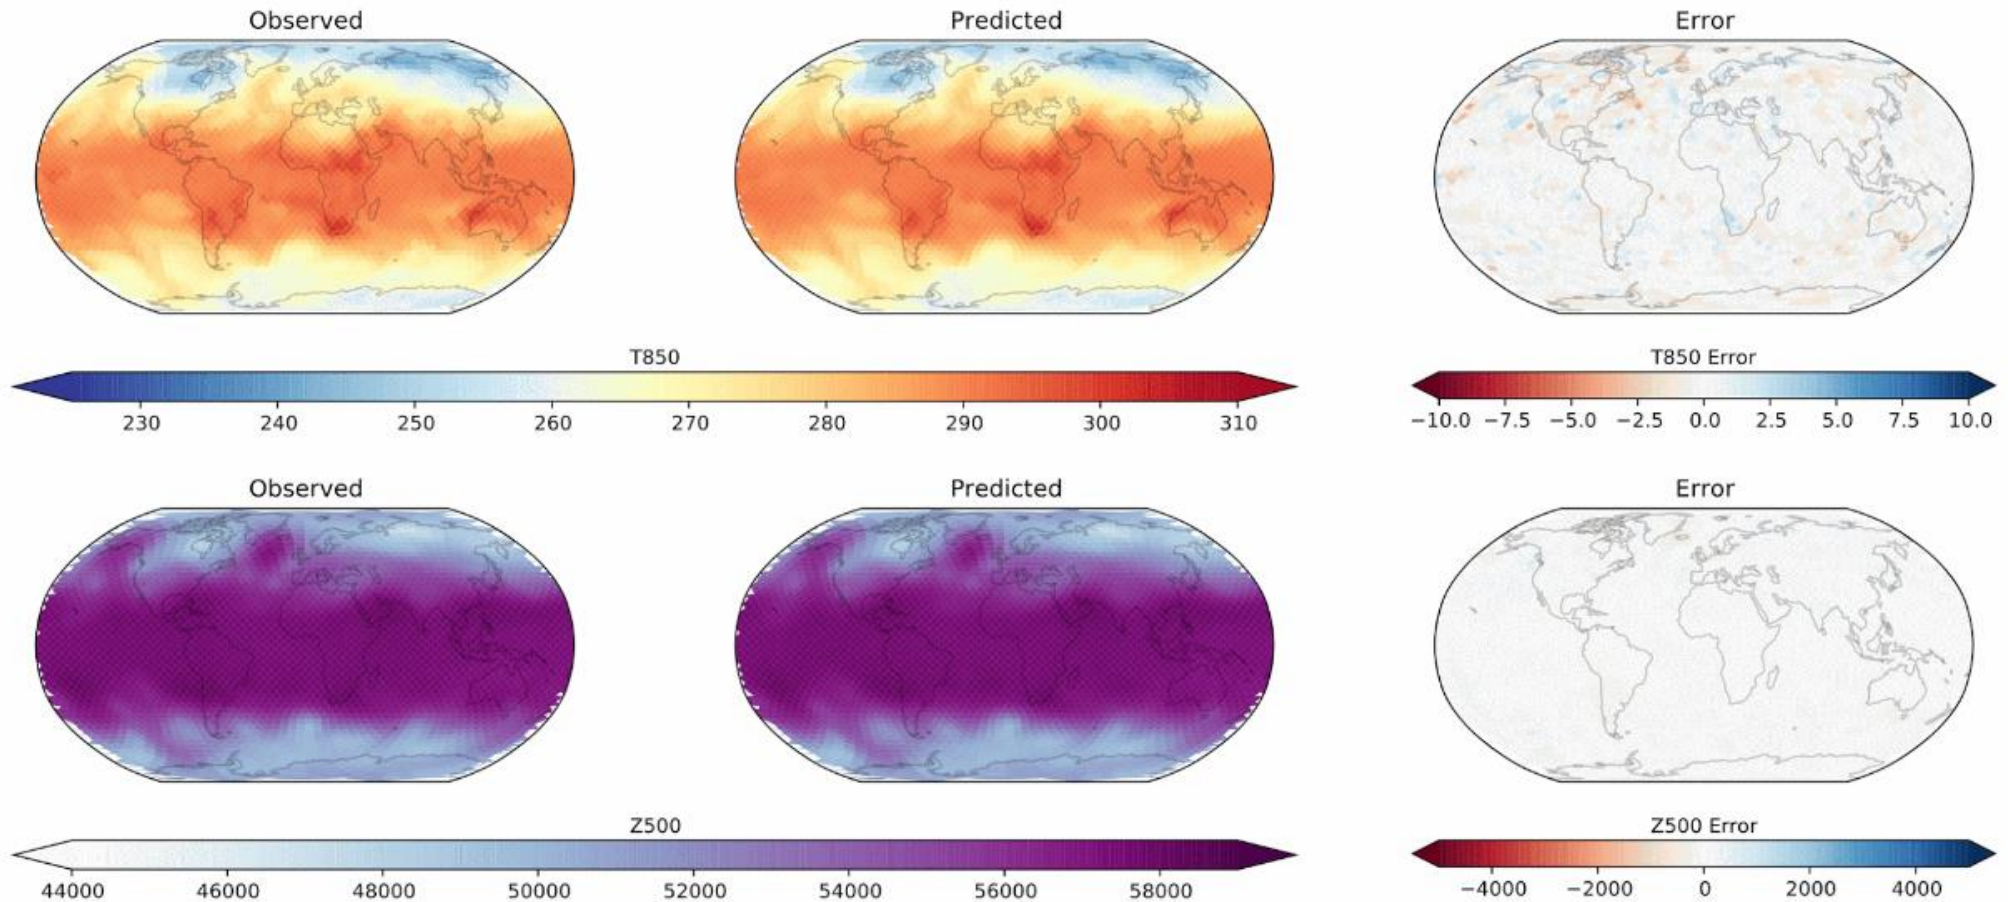 Observed Predicted Error
T850
230 240 250 260 270 280 290 300 310
T850 Error
−10.0 −7.5 −5.0 −2.5 0.0 2.5 5.0 7.5 10.0
Observed Predicted Error
Z500
44000 46000 48000 50000 52000 54000 56000 58000
Z500 Error
−4000 −2000 0 2000 4000